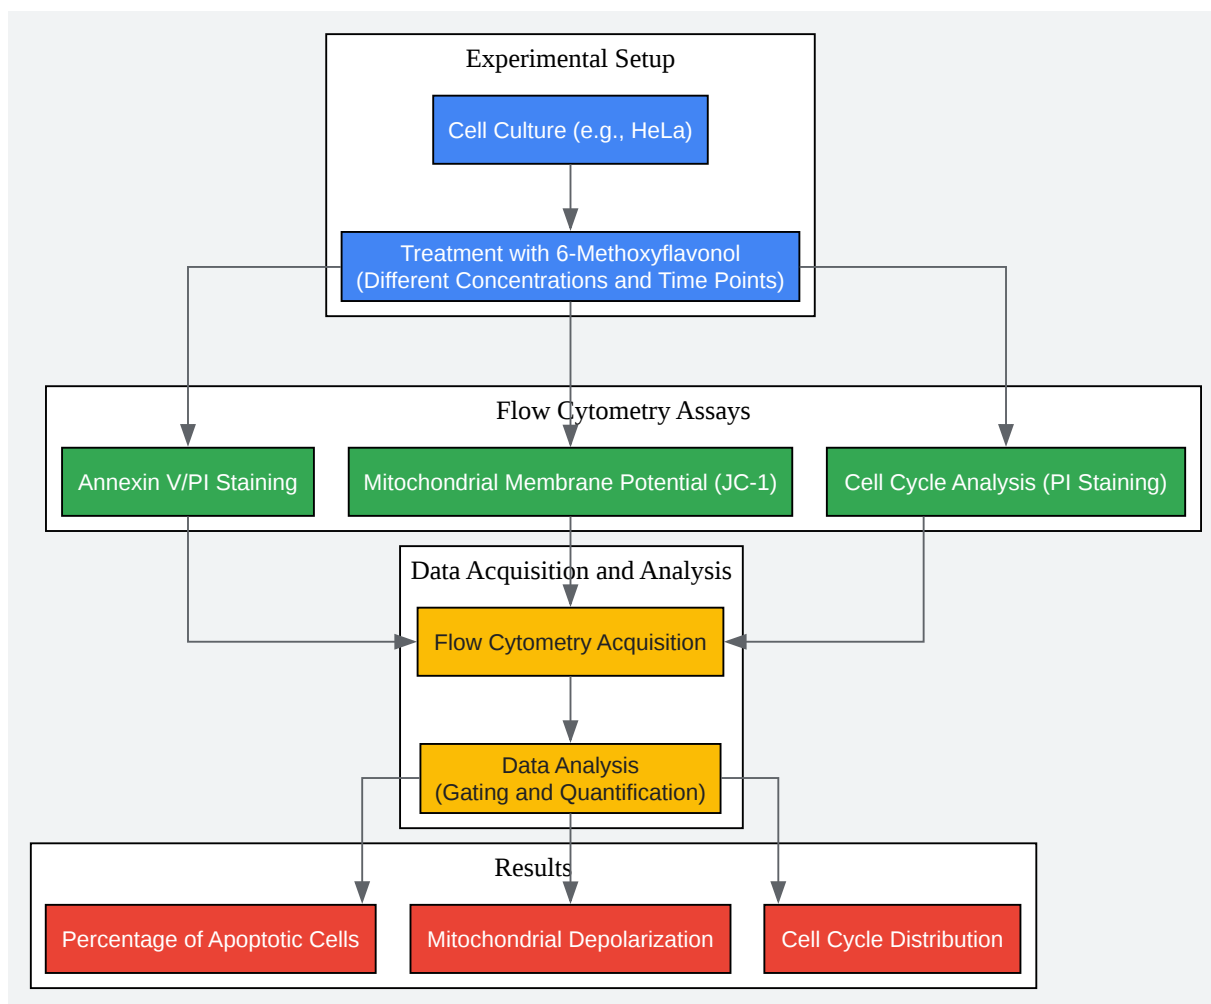 Experimental Setup
Cell Culture (e.g., HeLa)
Treatment with 6-Methoxyflavonol
(Different Concentrations and Time Points)
Flow Cytometry Assays
Annexin V/PI Staining
Mitochondrial Membrane Potential (JC-1)
Cell Cycle Analysis (PI Staining)
Data Acquisition and Analysis
Flow Cytometry Acquisition
Data Analysis
(Gating and Quantification)
Results
Percentage of Apoptotic Cells
Mitochondrial Depolarization
Cell Cycle Distribution